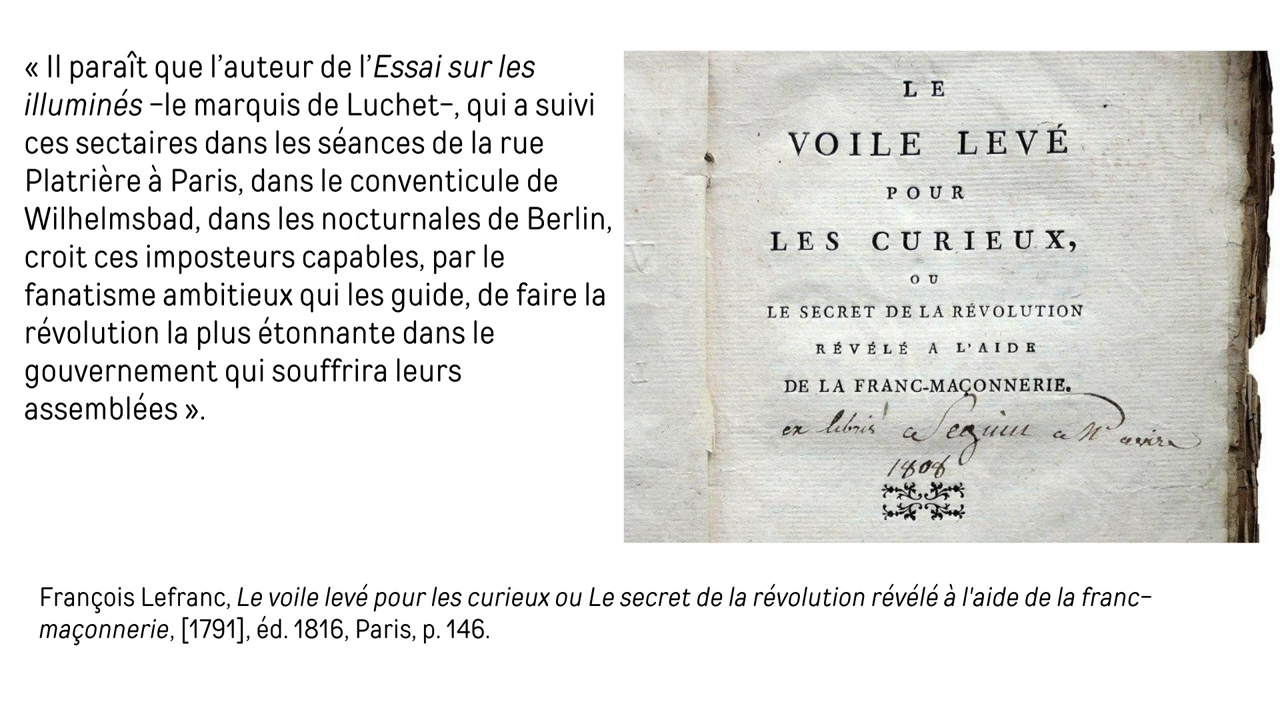 « Il paraît que l’auteur de l’Essai sur les
illuminés –le marquis de Luchet–, qui a suivi
ces sectaires dans les séances de la rue
Platrière à Paris, dans le conventicule de
Wilhelmsbad, dans les nocturnales de Berlin,
croit ces imposteurs capables, par le
fanatisme ambitieux qui les guide, de faire la
révolution la plus étonnante dans le
gouvernement qui souffrira leurs
assemblées ».
LE
VOILE LEVÉ
POUR
LES CURIEUX,
OU
LE SECRET DE LA RÉVOLUTION
RÉVÉLÉ A L'AIDE
DE LA FRANC-MAÇONNERIE.
ex libris a Seguin a
1808
François Lefranc, Le voile levé pour les curieux ou Le secret de la révolution révélé à l'aide de la franc–
maçonnerie, [1791], éd. 1816, Paris, p. 146.